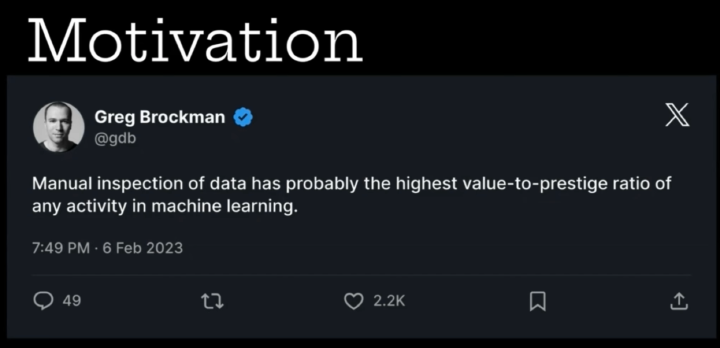 Motivation
Greg Brockman
@gdb
Manual inspection of data has probably the highest value-to-prestige ratio of
any activity in machine learning.
7:49 PM · 6 Feb 2023
49
2.2K